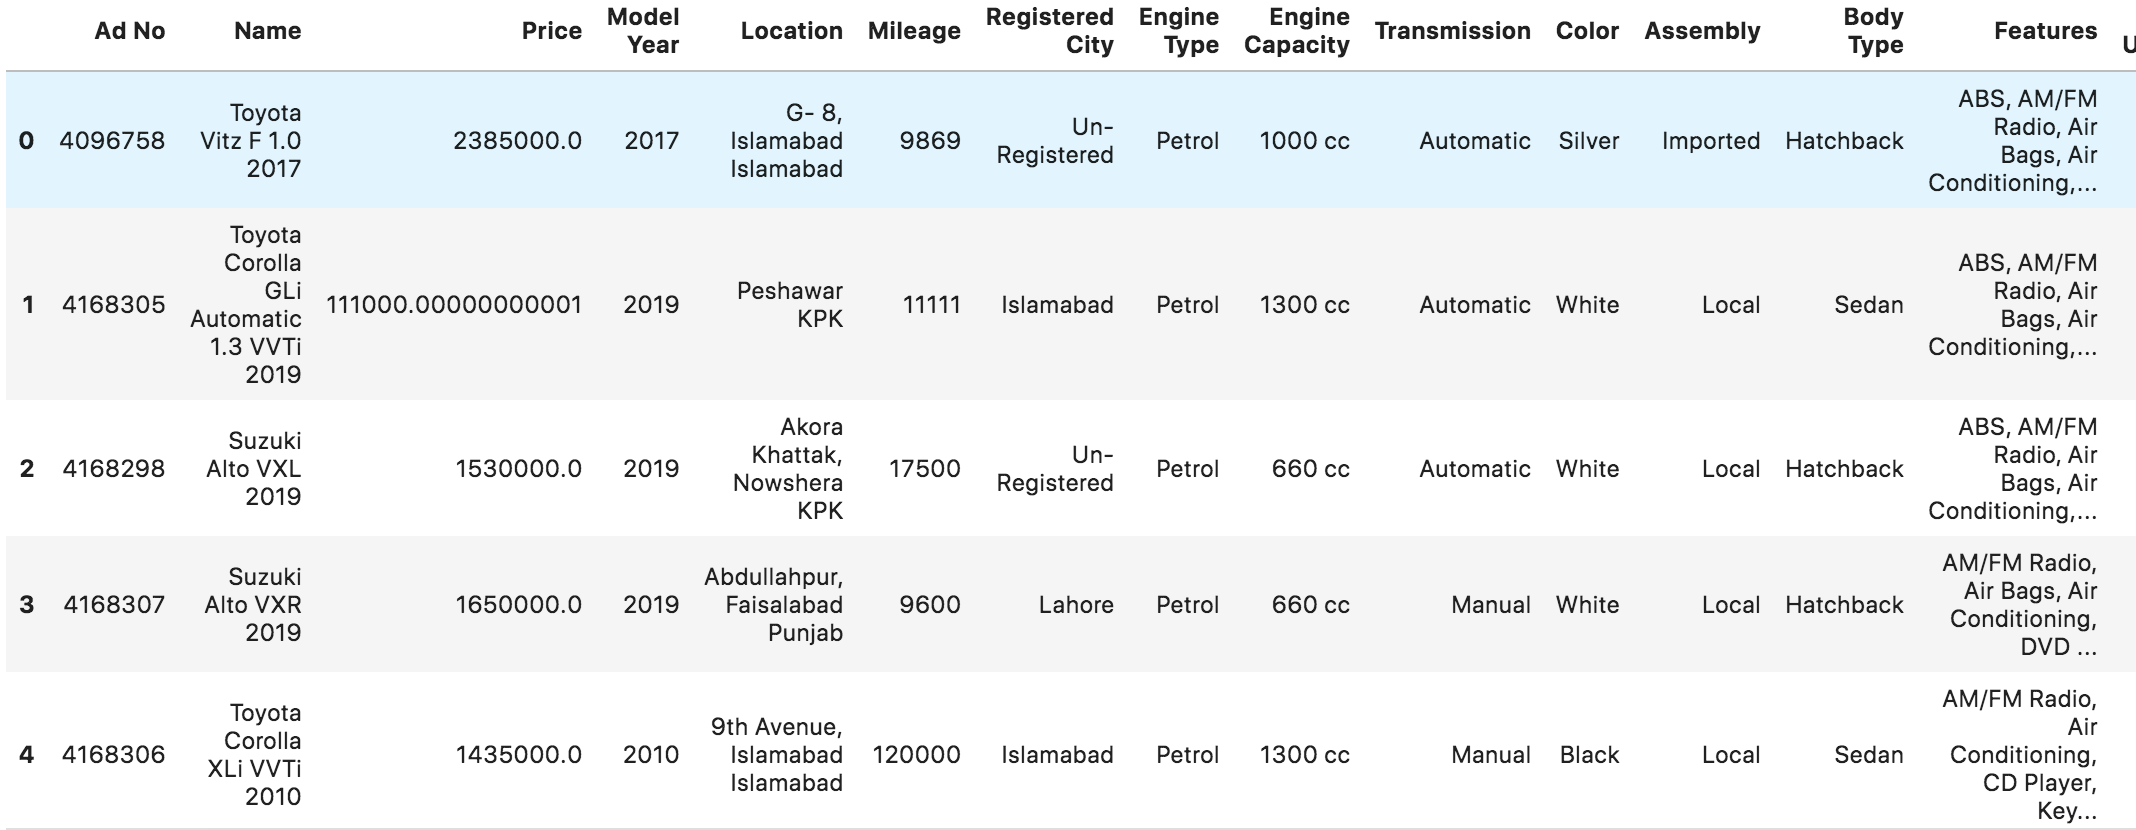 Ad No Name Price Model Year Location Mileage Registered City Engine Type Engine Capacity Transmission Color Assembly Body Type Features U
0 4096758 Toyota Vitz F 1.0 2017 2385000.0 2017 G- 8, Islamabad Islamabad 9869 Un-Registered Petrol 1000 cc Automatic Silver Imported Hatchback ABS, AM/FM Radio, Air Bags, Air Conditioning,...
1 4168305 Toyota Corolla GLi Automatic 1.3 VVTi 2019 111000.00000000001 2019 Peshawar KPK 11111 Islamabad Petrol 1300 cc Automatic White Local Sedan ABS, AM/FM Radio, Air Bags, Air Conditioning,...
2 4168298 Suzuki Alto VXL 2019 1530000.0 2019 Akora Khattak, Nowshera KPK 17500 Un-Registered Petrol 660 cc Automatic White Local Hatchback ABS, AM/FM Radio, Air Bags, Air Conditioning,...
3 4168307 Suzuki Alto VXR 2019 1650000.0 2019 Abdullahpur, Faisalabad Punjab 9600 Lahore Petrol 660 cc Manual White Local Hatchback AM/FM Radio, Air Bags, Air Conditioning, DVD ...
4 4168306 Toyota Corolla XLi VVTi 2010 1435000.0 2010 9th Avenue, Islamabad Islamabad 120000 Islamabad Petrol 1300 cc Manual Black Local Sedan AM/FM Radio, Air Conditioning, CD Player, Key...